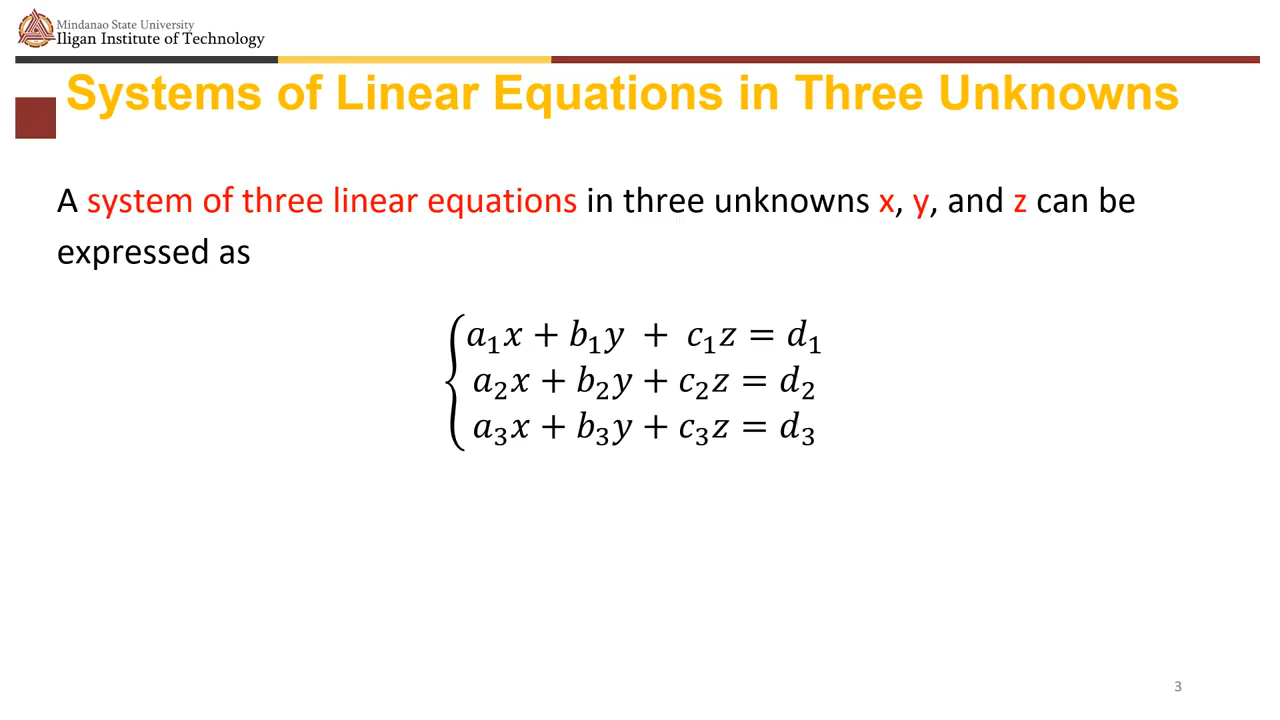 Mindanao State University
Iligan Institute of Technology
Systems of Linear Equations in Three Unknowns
A system of three linear equations in three unknowns x, y, and z can be
expressed as
a₁x + b₁y + c₁z = d₁
a₂x + b₂y + c₂z = d₂
a₃x + b₃y + c₃z = d₃
3